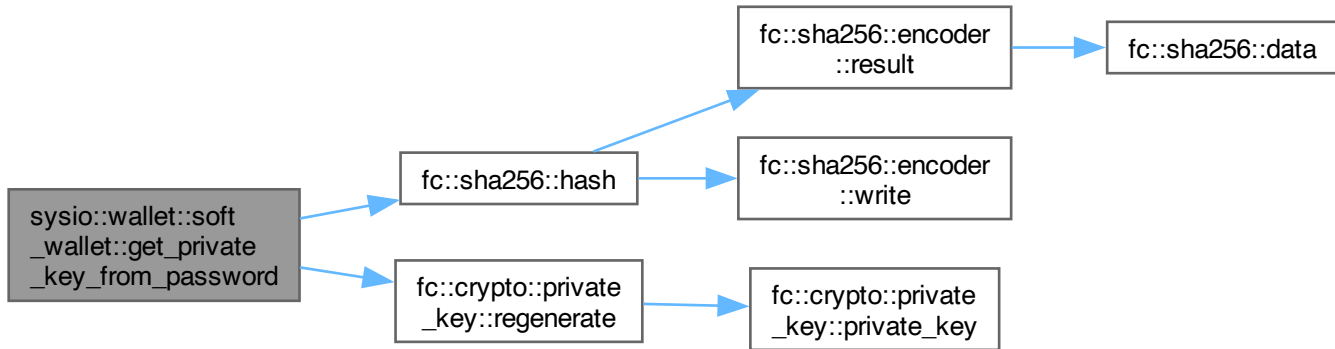 sysio::wallet::soft
_wallet::get_private
_key_from_password
fc::sha256::hash
fc::sha256::encoder
::result
fc::sha256::data
fc::sha256::encoder
::write
fc::crypto::private
_key::regenerate
fc::crypto::private
_key::private_key